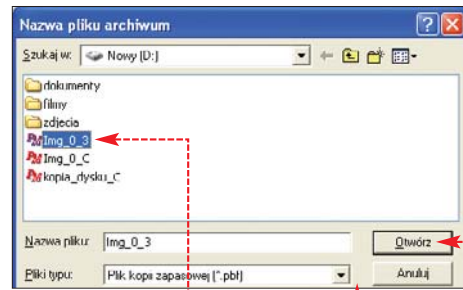 Nazwa pliku archiwum
Szukaj w: Nowy (D:)
dokumenty
filmy
zdjecia
Img_0_3
Img_0_C
kopia_dysku_C
Nazwa pliku: Img_0_3
Otwórz
Pliki typu: Plik kopii zapasowej (*.pbf)
Anuluj